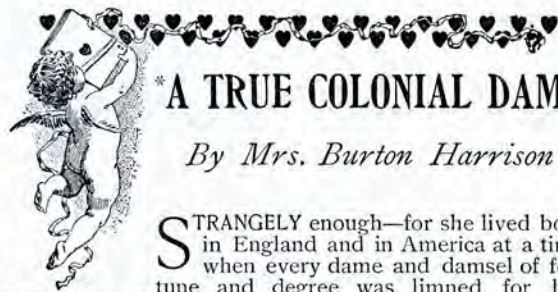 *A TRUE COLONIAL DAM
By Mrs. Burton Harrison
STRANGELY enough—for she lived bo
in England and in America at a tim
when every dame and damsel of fo
tune and degree was limned for